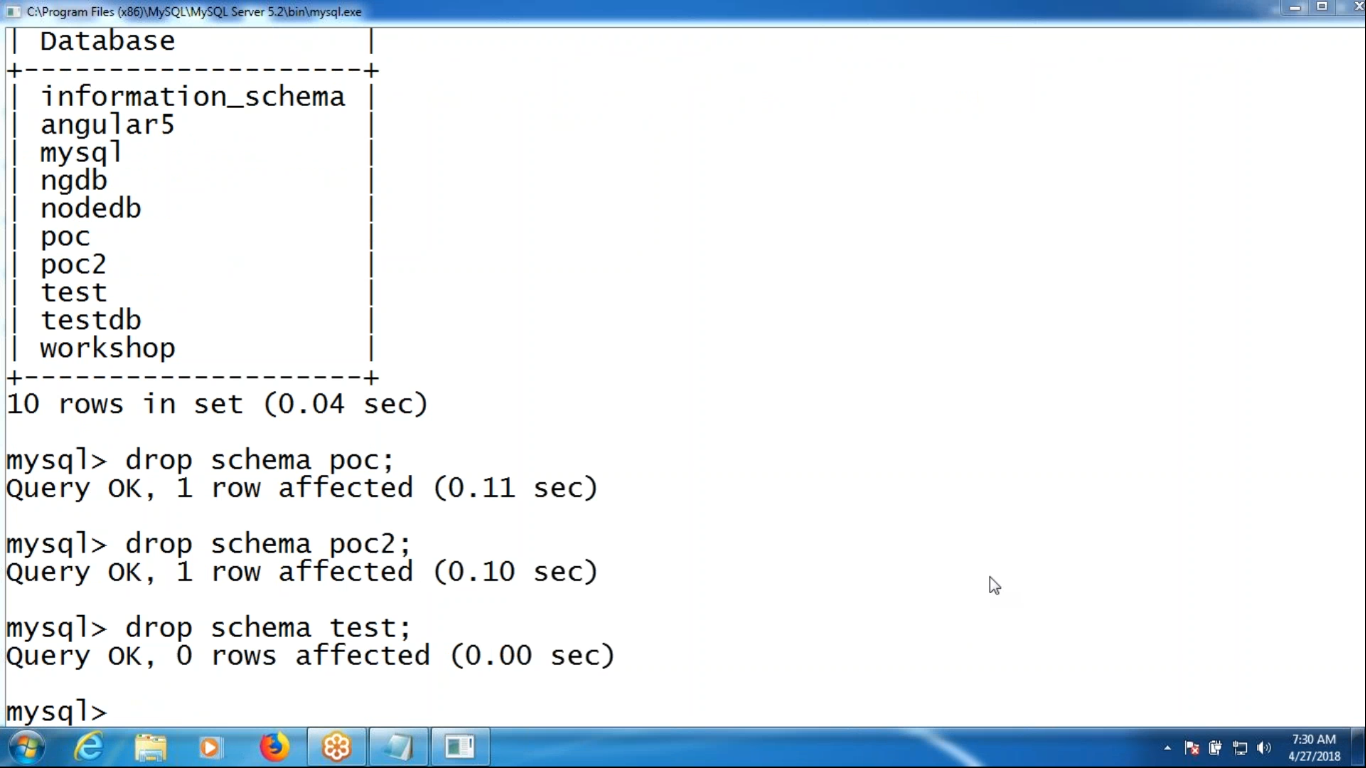 C:\Program Files (x86)\MySQL\MySQL Server 5.2\bin\mysql.exe
| Database           |
+--------------------+
| information_schema |
| angular5           |
| mysql              |
| ngdb               |
| nodedb             |
| poc                |
| poc2               |
| test               |
| testdb             |
| workshop           |
+--------------------+
10 rows in set (0.04 sec)
mysql> drop schema poc;
Query OK, 1 row affected (0.11 sec)
mysql> drop schema poc2;
Query OK, 1 row affected (0.10 sec)
mysql> drop schema test;
Query OK, 0 rows affected (0.00 sec)
mysql>
7:30 AM
4/27/2018